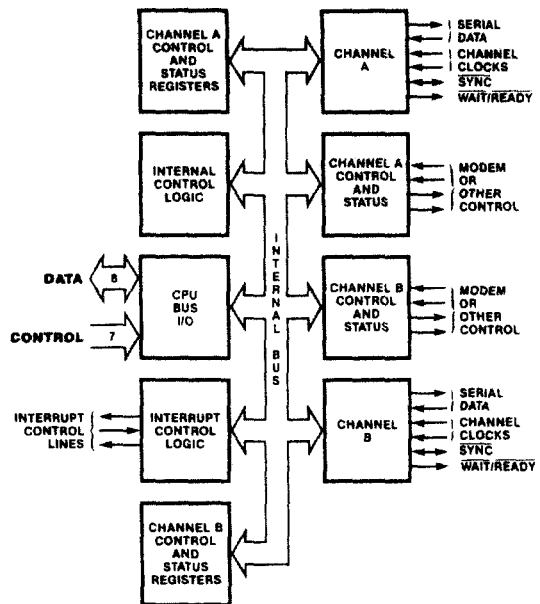 CHANNEL A
CONTROL
AND
STATUS
REGISTERS
CHANNEL
A
SERIAL
DATA
CHANNEL
CLOCKS
SYNC
WAIT/READY
INTERNAL
CONTROL
LOGIC
CHANNEL A
CONTROL
AND
STATUS
MODEM
OR
OTHER
CONTROL
INTERNAL BUS
DATA
8
CONTROL
7
CPU
BUS
I/O
CHANNEL B
CONTROL
AND
STATUS
MODEM
OR
OTHER
CONTROL
INTERRUPT
CONTROL
LINES
INTERRUPT
CONTROL
LOGIC
CHANNEL
B
SERIAL
DATA
CHANNEL
CLOCKS
SYNC
WAIT/READY
CHANNEL B
CONTROL
AND
STATUS
REGISTERS